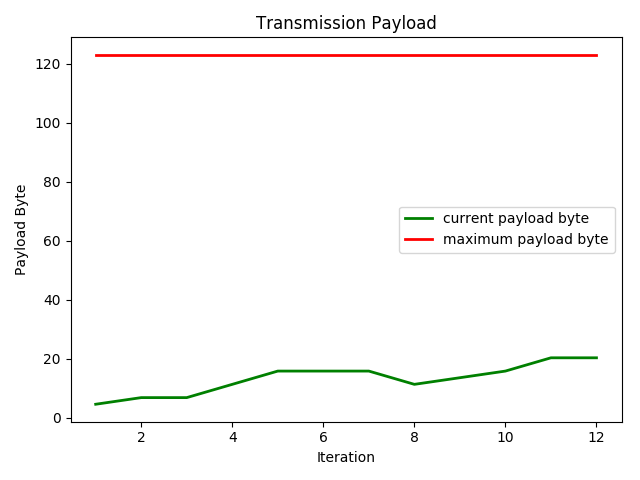 Transmission Payload
120
100
80
60
40
20
0
Payload Byte
current payload byte
maximum payload byte
2 4 6 8 10 12
Iteration